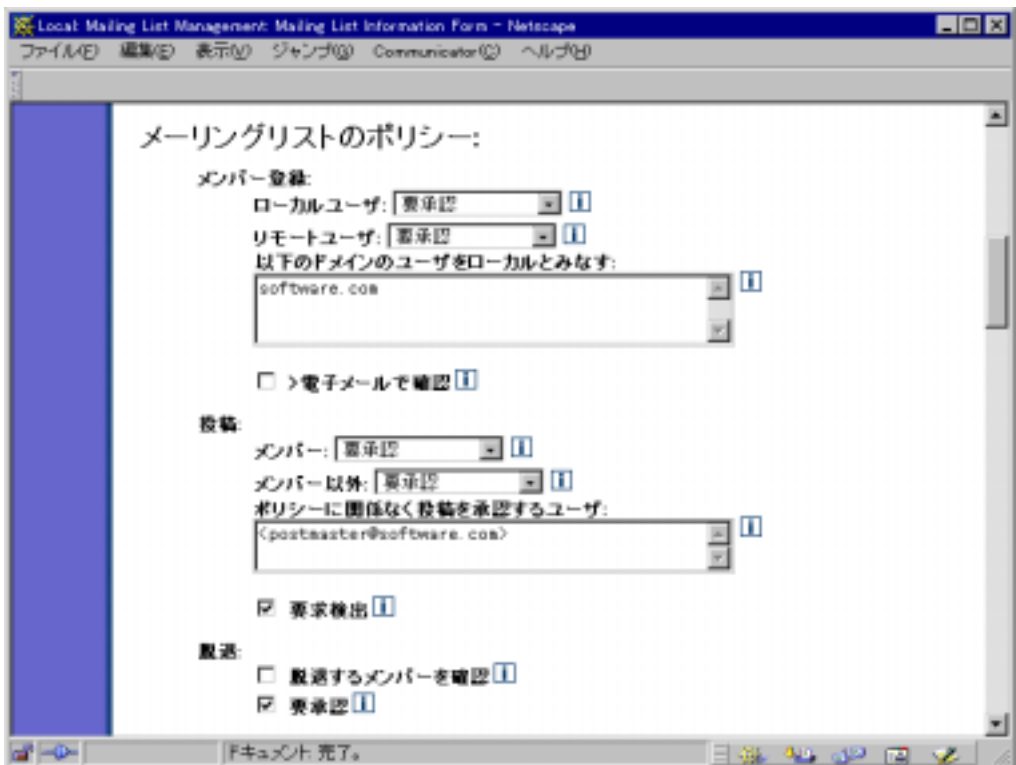 Local: Mailing List Management: Mailing List Information Form - Netscape
ファイル(F) 編集(E) 表示(V) ジャンプ(G) Communicator(C) ヘルプ(H)
メーリングリストのポリシー:
メンバー登録:
ローカルユーザ: 要承認
リモートユーザ: 要承認
以下のドメインのユーザをローカルとみなす:
software.com
>電子メールで確認
投稿:
メンバー: 要承認
メンバー以外: 要承認
ポリシーに関係なく投稿を承認するユーザ:
<postmaster@software.com>
要求検出
脱退:
脱退するメンバーを確認
要承認
ドキュメント: 完了。